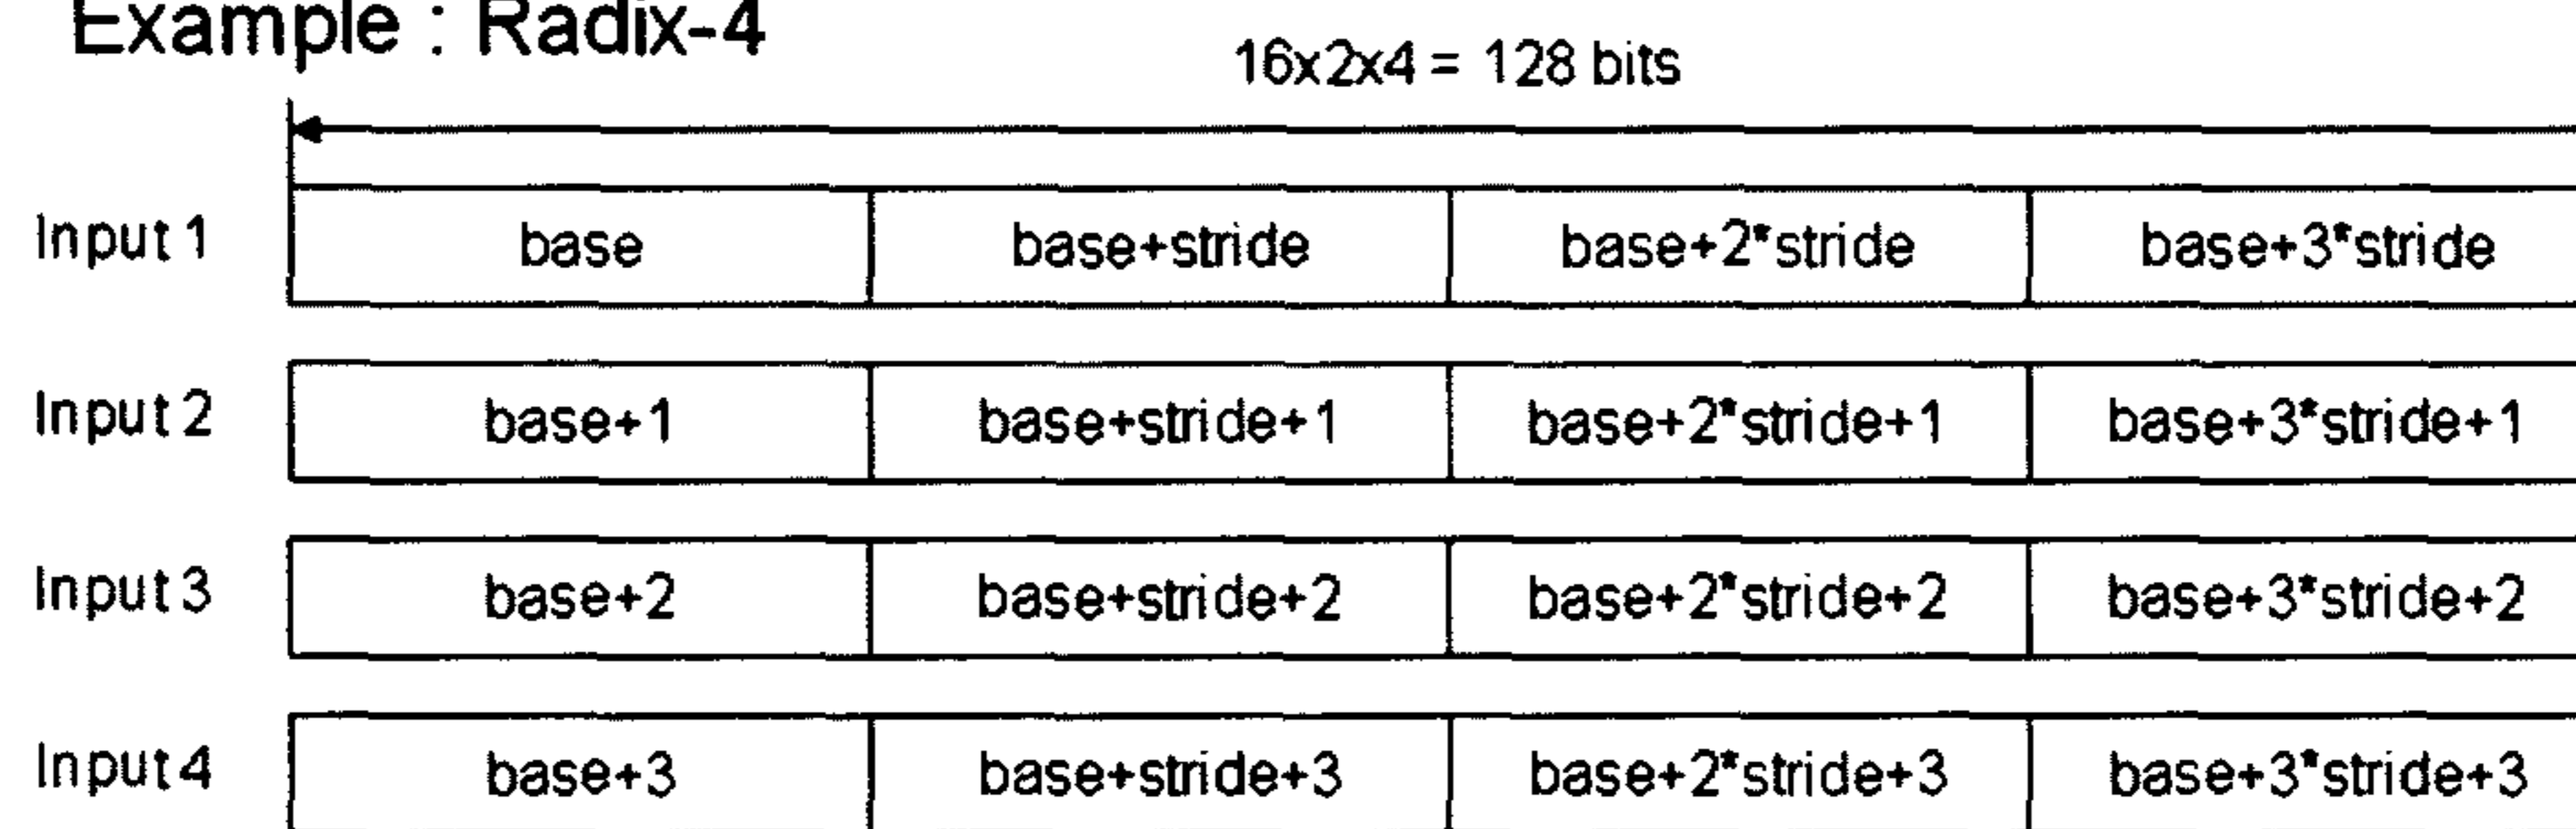 Example : Radix-4
16x2x4 = 128 bits
Input 1 base base+stride base+2*stride base+3*stride
Input 2 base+1 base+stride+1 base+2*stride+1 base+3*stride+1
Input 3 base+2 base+stride+2 base+2*stride+2 base+3*stride+2
Input 4 base+3 base+stride+3 base+2*stride+3 base+3*stride+3